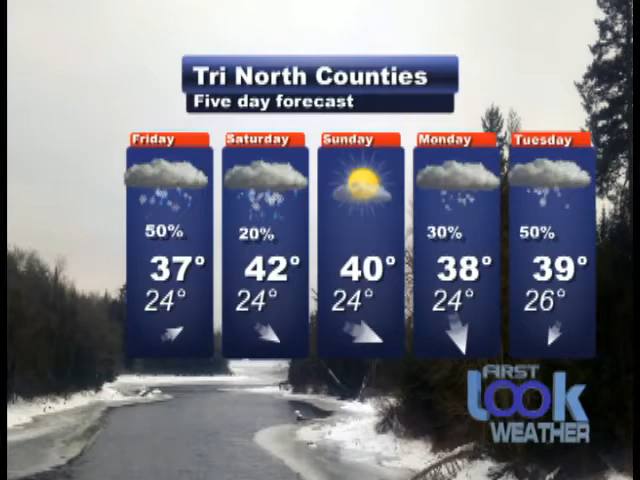 Tri North Counties
Five day forecast
Friday Saturday Sunday Monday Tuesday
50% 20% 30% 50%
37° 42° 40° 38° 39°
24° 24° 24° 24° 26°
FIRST
LOOK
WEATHER